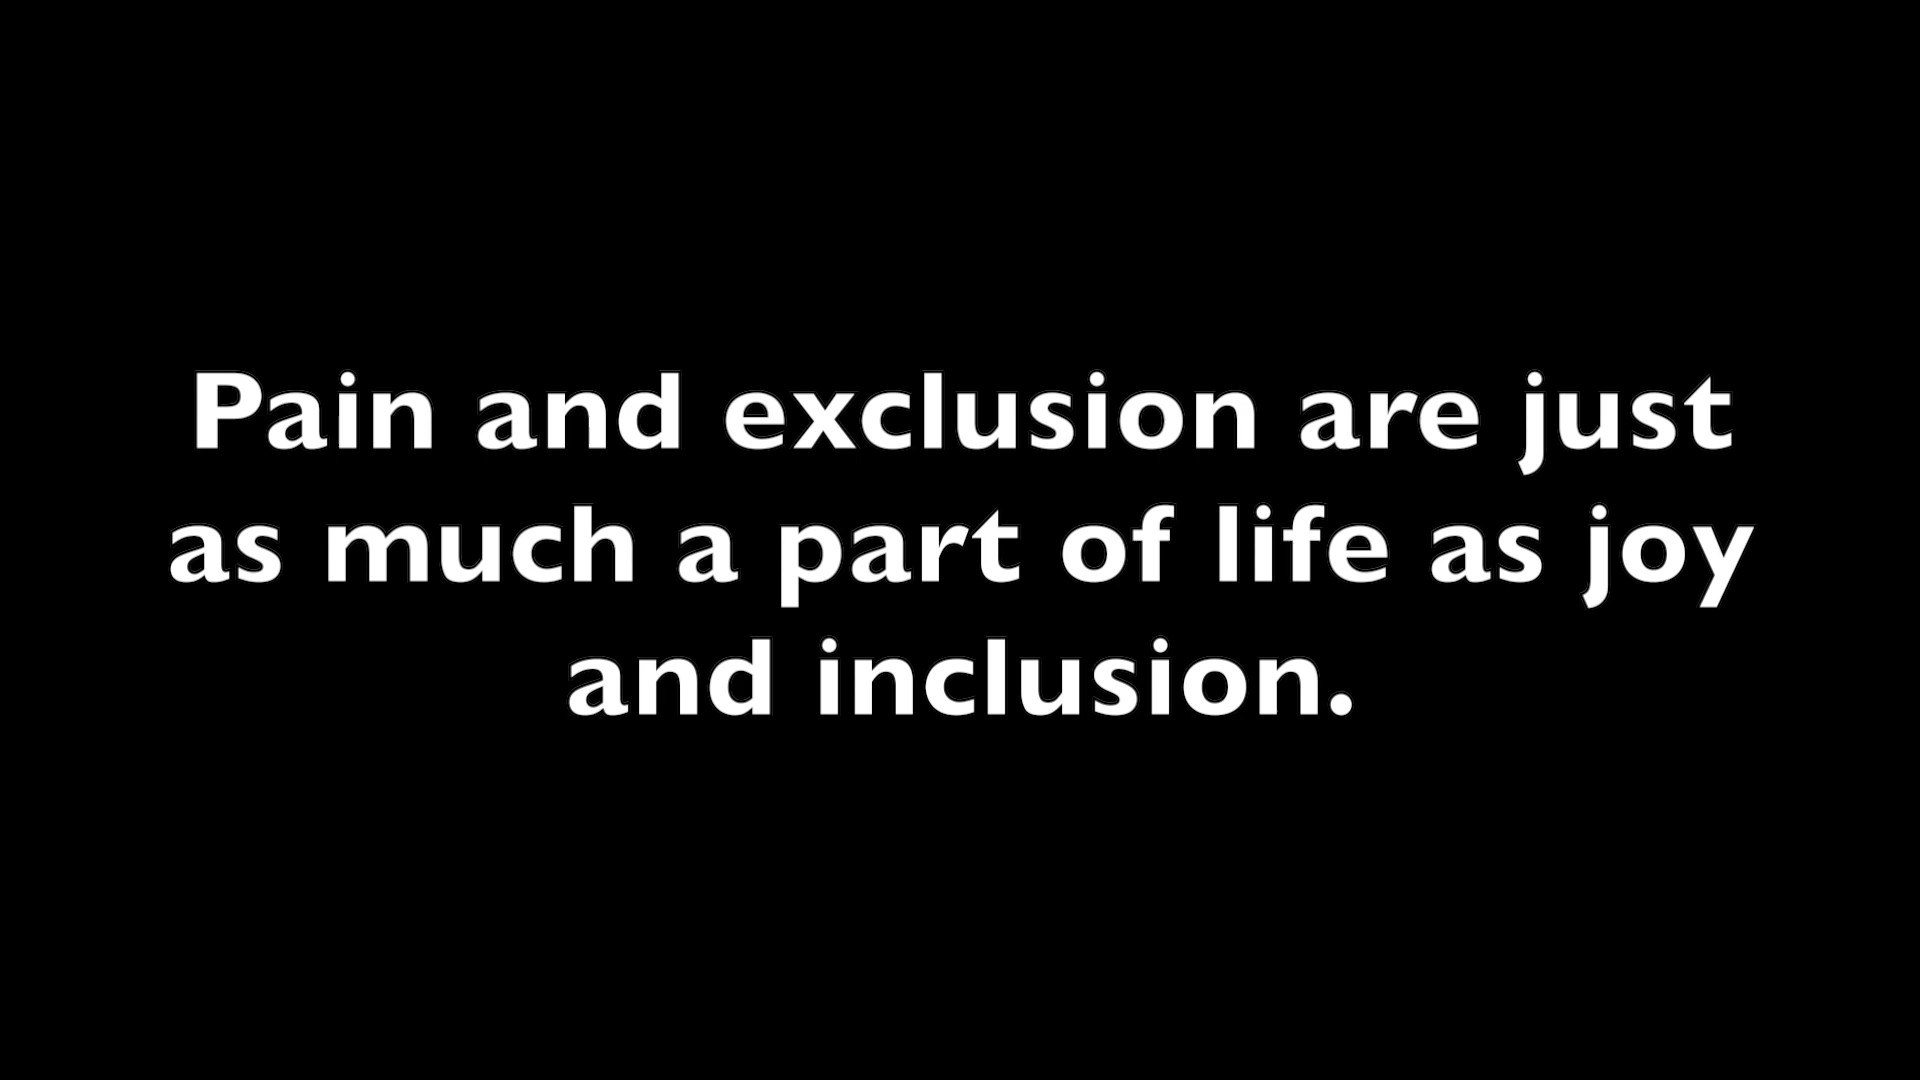 Pain and exclusion are just
as much a part of life as joy
and inclusion.